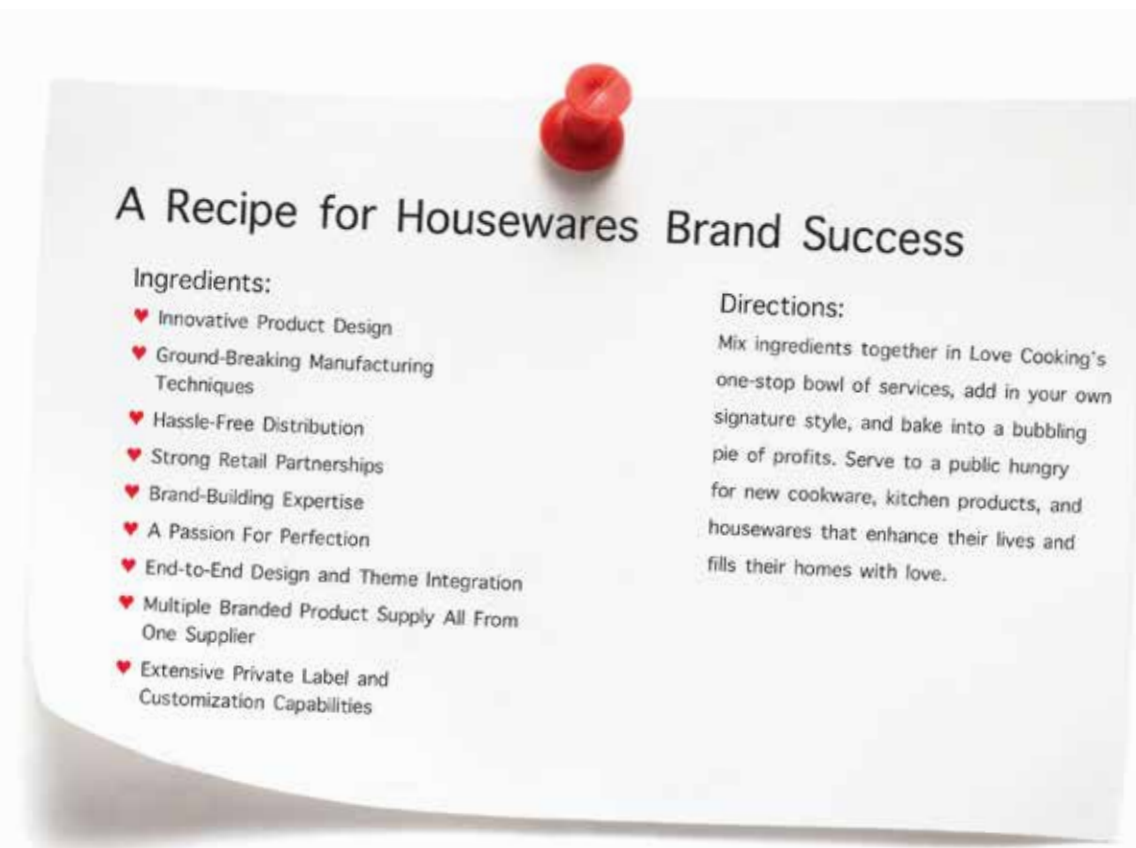 A Recipe for Housewares Brand Success
Ingredients:
♥ Innovative Product Design
♥ Ground-Breaking Manufacturing
Techniques
♥ Hassle-Free Distribution
♥ Strong Retail Partnerships
♥ Brand-Building Expertise
♥ A Passion For Perfection
♥ End-to-End Design and Theme Integration
♥ Multiple Branded Product Supply All From
One Supplier
♥ Extensive Private Label and
Customization Capabilities
Directions:
Mix ingredients together in Love Cooking's
one-stop bowl of services, add in your own
signature style, and bake into a bubbling
pie of profits. Serve to a public hungry
for new cookware, kitchen products, and
housewares that enhance their lives and
fills their homes with love.